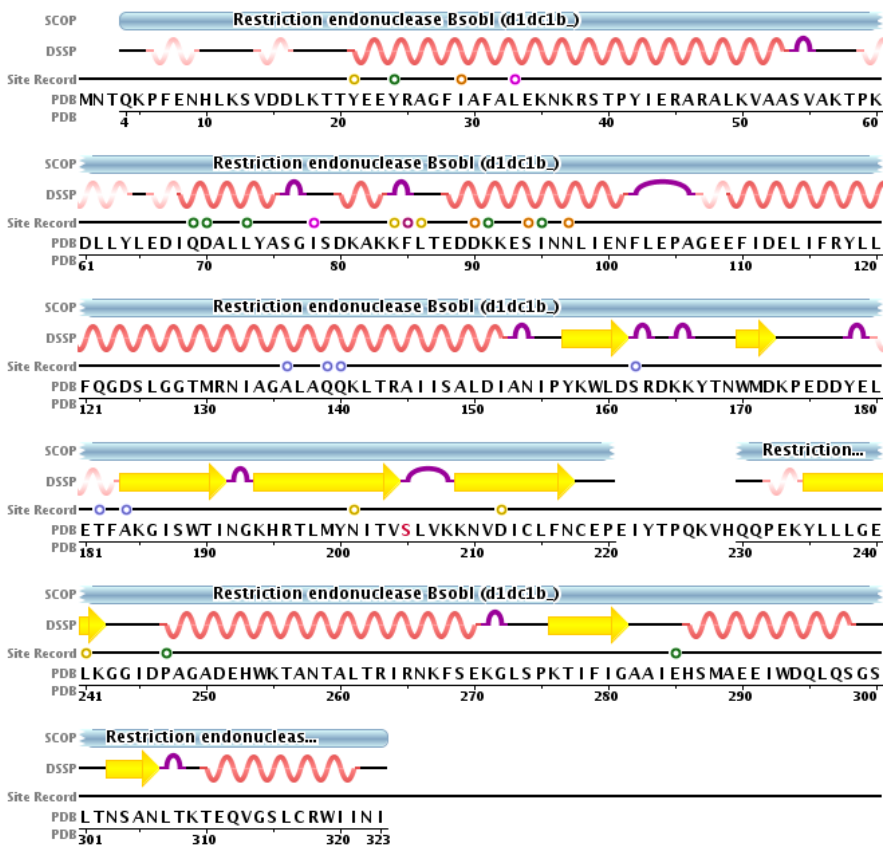 SCOP Restriction endonuclease BsobI (d1dc1b_)
DSSP
Site Record
PDB MNTQKPFENHLKSVDDLKTTYEEYRAGFIAFALEKNKRSTPYIERARALKVAASVAKTPK
PDB 4 10 20 30 40 50 60
SCOP Restriction endonuclease BsobI (d1dc1b_)
DSSP
Site Record
PDB DLLYLEDIQDALLYASGISDKAKKFLTEDDKKESINNLIENFLEPAGEEFIDELIFRYLL
PDB 61 70 80 90 100 110 120
SCOP Restriction endonuclease BsobI (d1dc1b_)
DSSP
Site Record
PDB FQGDSLGGTMRNIAGALAQQKLTRAIISALDIANIPYKWLDSRDKKYTNWMDKPEDDYEL
PDB 121 130 140 150 160 170 180
SCOP Restriction...
DSSP
Site Record
PDB ETFAKGISWTINGKHRTLMYNITVSLVKKNVDICLFNCEPEIYTPQKVHQQPEKYLLLGE
PDB 181 190 200 210 220 230 240
SCOP Restriction endonuclease BsobI (d1dc1b_)
DSSP
Site Record
PDB LKGGIDPAGADEHWKTANTALTRIRNKFSEKGLSPKTIFIGAAIEHSMAEEIWDQLQSGS
PDB 241 250 260 270 280 290 300
SCOP Restriction endonucleas...
DSSP
Site Record
PDB LTNSANLTKTEQVGSLCRWIINI
PDB 301 310 320 323